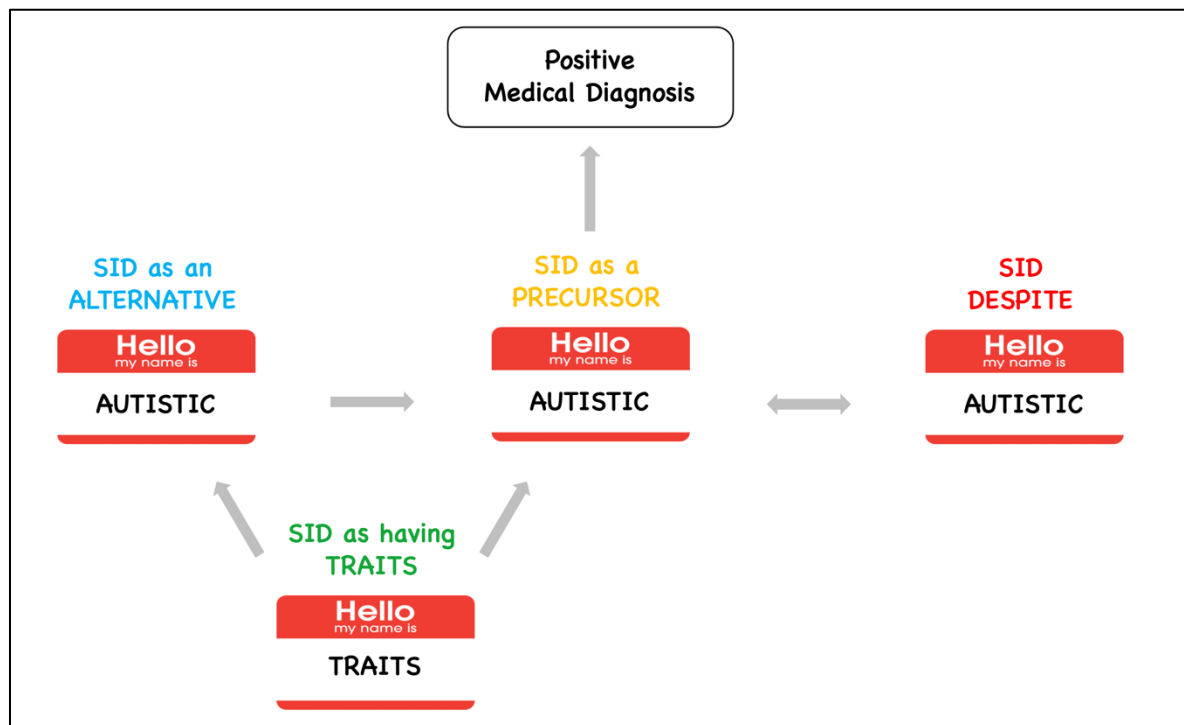 Positive
Medical Diagnosis
SID as an
ALTERNATIVE
Hello
my name is
AUTISTIC
SID as a
PRECURSOR
Hello
my name is
AUTISTIC
SID
DESPITE
Hello
my name is
AUTISTIC
SID as having
TRAITS
Hello
my name is
TRAITS